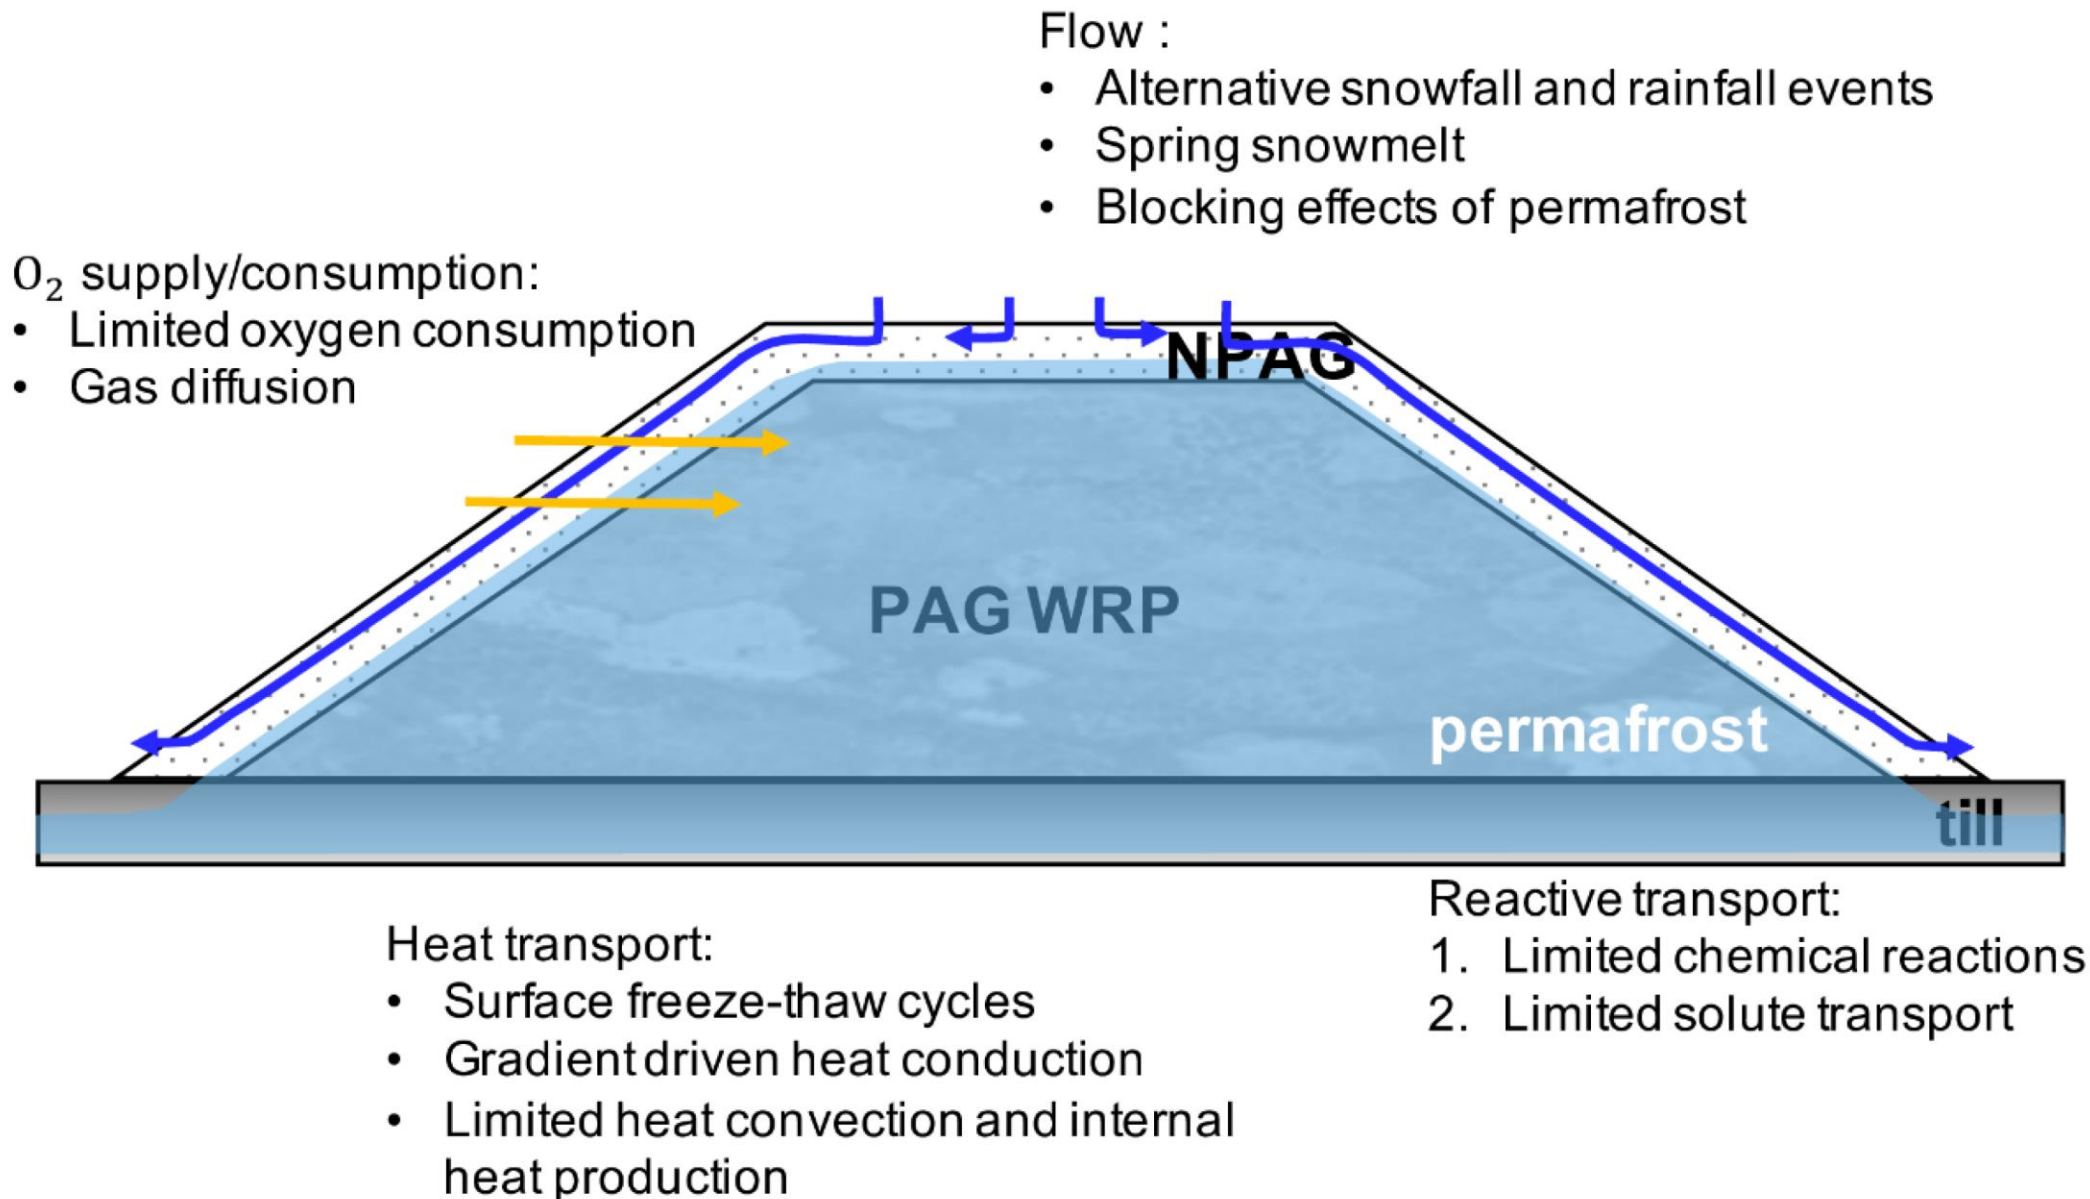 Flow :
• Alternative snowfall and rainfall events
• Spring snowmelt
• Blocking effects of permafrost
O₂ supply/consumption:
• Limited oxygen consumption
• Gas diffusion
NPAG
PAG WRP
permafrost
till
Heat transport:
• Surface freeze-thaw cycles
• Gradient driven heat conduction
• Limited heat convection and internal
heat production
Reactive transport:
1. Limited chemical reactions
2. Limited solute transport